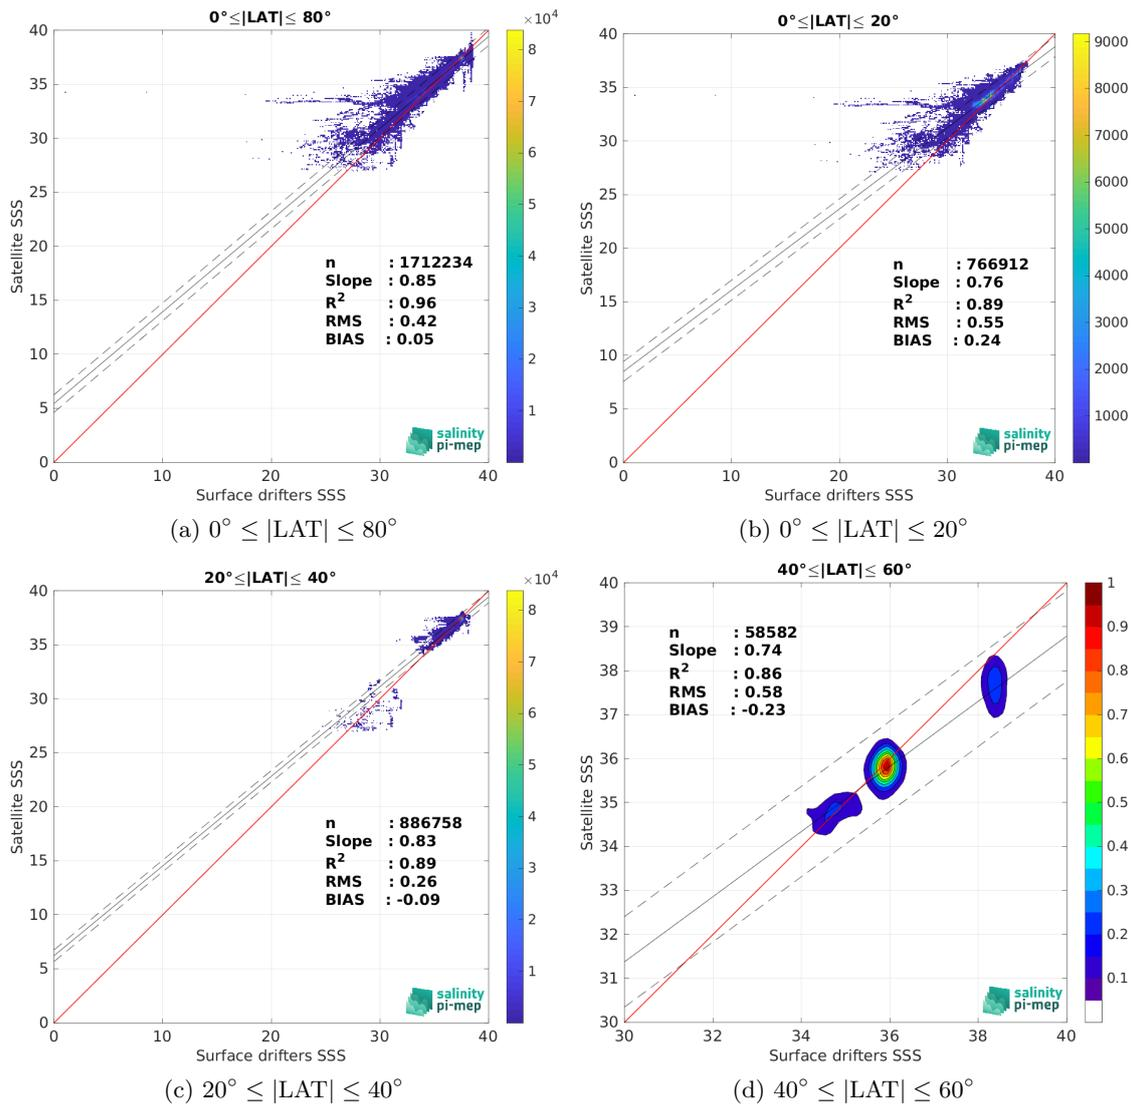 0°≤|LAT|≤ 80°
×10⁴
40
35
30
25
20
15
10
5
0
0 10 20 30 40
Satellite SSS
Surface drifters SSS
n : 1712234
Slope : 0.85
R² : 0.96
RMS : 0.42
BIAS : 0.05
salinity
pi-mep
8
7
6
5
4
3
2
1
(a) 0° ≤ |LAT| ≤ 80°
0°≤|LAT|≤ 20°
40
35
30
25
20
15
10
5
0
0 10 20 30 40
Satellite SSS
Surface drifters SSS
n : 766912
Slope : 0.76
R² : 0.89
RMS : 0.55
BIAS : 0.24
salinity
pi-mep
9000
8000
7000
6000
5000
4000
3000
2000
1000
(b) 0° ≤ |LAT| ≤ 20°
20°≤|LAT|≤ 40°
×10⁴
40
35
30
25
20
15
10
5
0
0 10 20 30 40
Satellite SSS
Surface drifters SSS
n : 886758
Slope : 0.83
R² : 0.89
RMS : 0.26
BIAS : -0.09
salinity
pi-mep
8
7
6
5
4
3
2
1
(c) 20° ≤ |LAT| ≤ 40°
40°≤|LAT|≤ 60°
40
39
38
37
36
35
34
33
32
31
30
30 32 34 36 38 40
Satellite SSS
Surface drifters SSS
n : 58582
Slope : 0.74
R² : 0.86
RMS : 0.58
BIAS : -0.23
salinity
pi-mep
1
0.9
0.8
0.7
0.6
0.5
0.4
0.3
0.2
0.1
(d) 40° ≤ |LAT| ≤ 60°